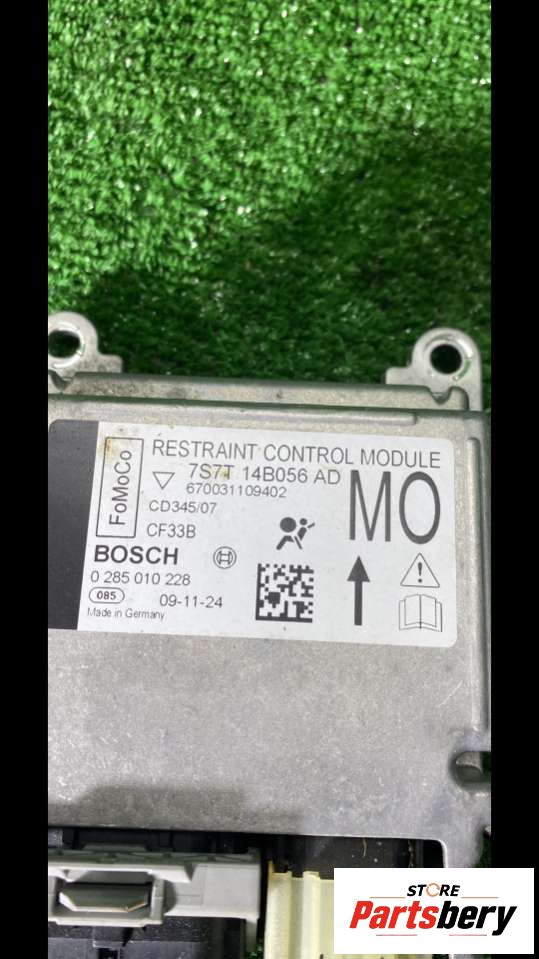 RESTRAINT CONTROL MODULE
FoMoCo
7S7T 14B056 AD
670031109402
CD345/07
CF33B
MO
BOSCH
0 285 010 228
085
09-11-24
Made in Germany
STORE
Partsbery